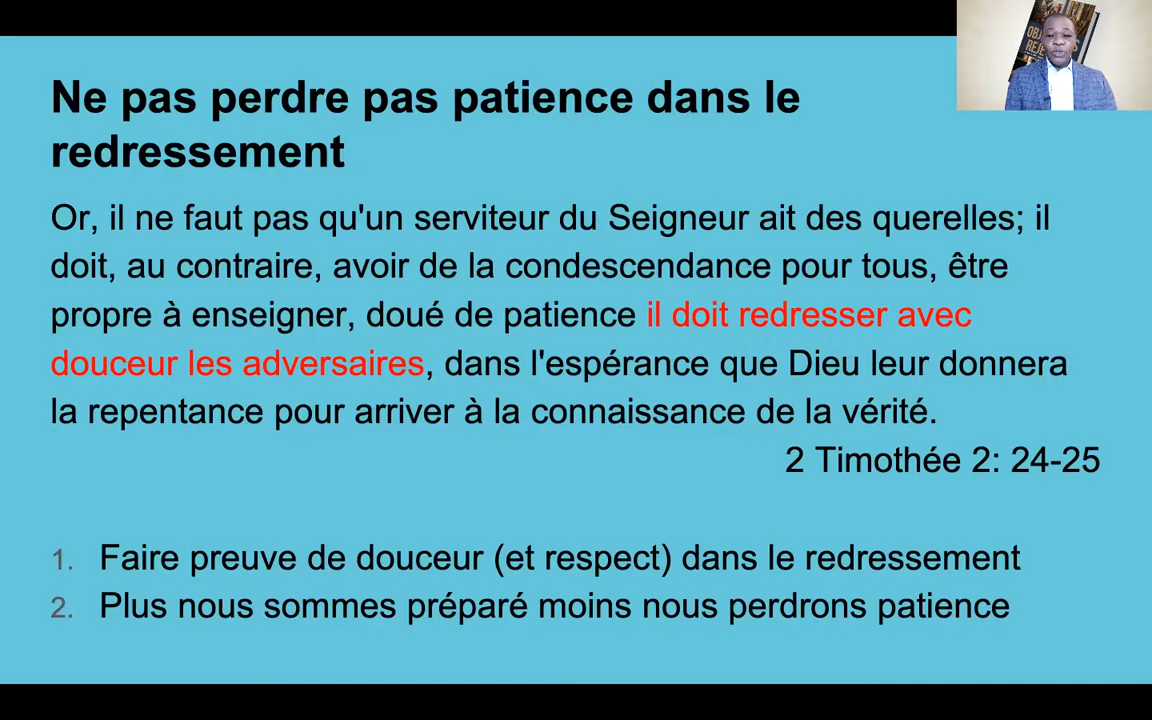 Ne pas perdre pas patience dans le
redressement
Or, il ne faut pas qu'un serviteur du Seigneur ait des querelles; il
doit, au contraire, avoir de la condescendance pour tous, être
propre à enseigner, doué de patience il doit redresser avec
douceur les adversaires, dans l'espérance que Dieu leur donnera
la repentance pour arriver à la connaissance de la vérité.
2 Timothée 2: 24-25
1. Faire preuve de douceur (et respect) dans le redressement
2. Plus nous sommes préparé moins nous perdrons patience